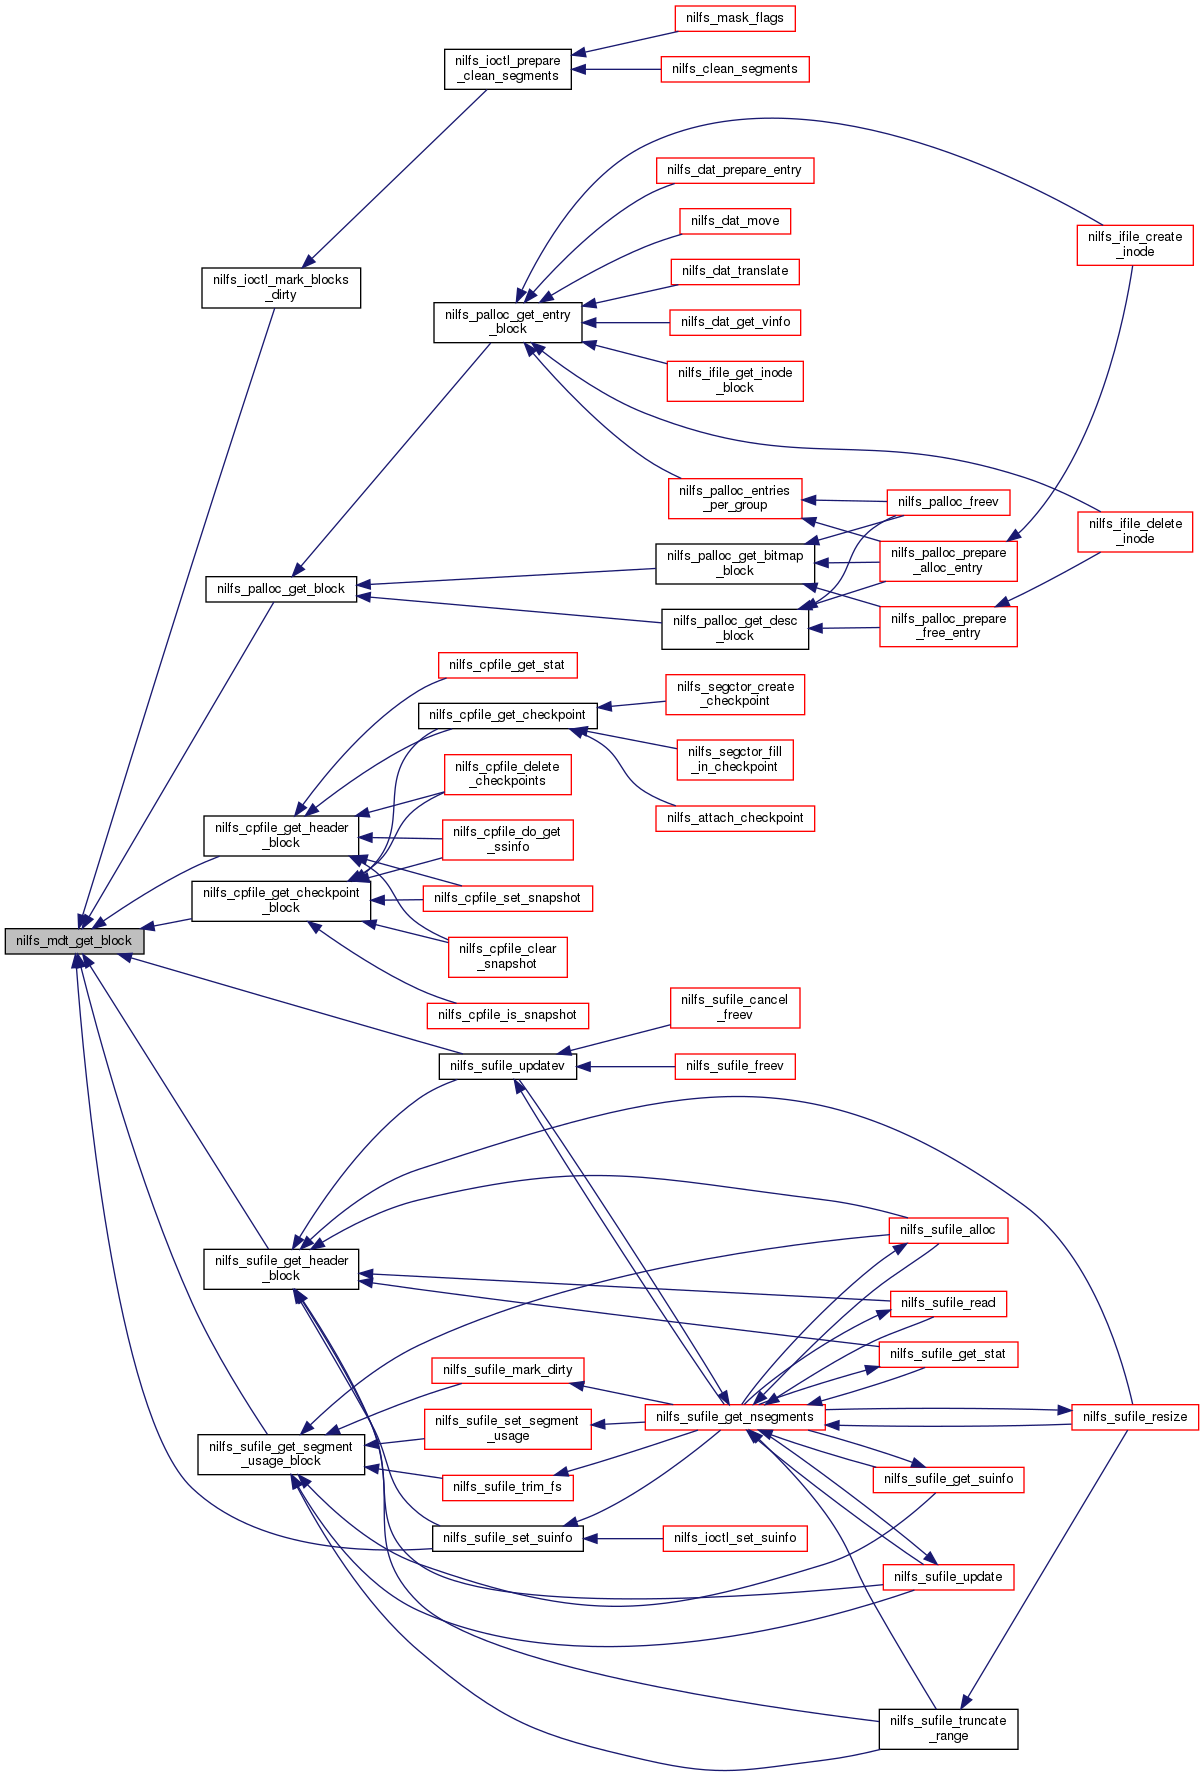 nilfs_mask_flags
nilfs_ioctl_prepare
_clean_segments
nilfs_clean_segments
nilfs_dat_prepare_entry
nilfs_dat_move
nilfs_ifile_create
_inode
nilfs_dat_translate
nilfs_ioctl_mark_blocks
_dirty
nilfs_palloc_get_entry
_block
nilfs_dat_get_vinfo
nilfs_ifile_get_inode
_block
nilfs_palloc_entries
_per_group
nilfs_palloc_freev
nilfs_ifile_delete
_inode
nilfs_palloc_get_bitmap
_block
nilfs_palloc_prepare
_alloc_entry
nilfs_palloc_get_block
nilfs_palloc_get_desc
_block
nilfs_palloc_prepare
_free_entry
nilfs_cpfile_get_stat
nilfs_segctor_create
_checkpoint
nilfs_cpfile_get_checkpoint
nilfs_segctor_fill
_in_checkpoint
nilfs_cpfile_delete
_checkpoints
nilfs_attach_checkpoint
nilfs_cpfile_get_header
_block
nilfs_cpfile_do_get
_ssinfo
nilfs_cpfile_get_checkpoint
_block
nilfs_cpfile_set_snapshot
nilfs_mdt_get_block
nilfs_cpfile_clear
_snapshot
nilfs_cpfile_is_snapshot
nilfs_sufile_cancel
_freev
nilfs_sufile_updatev
nilfs_sufile_freev
nilfs_sufile_alloc
nilfs_sufile_get_header
_block
nilfs_sufile_read
nilfs_sufile_get_stat
nilfs_sufile_mark_dirty
nilfs_sufile_get_nsegments
nilfs_sufile_resize
nilfs_sufile_set_segment
_usage
nilfs_sufile_get_segment
_usage_block
nilfs_sufile_get_suinfo
nilfs_sufile_trim_fs
nilfs_sufile_set_suinfo
nilfs_ioctl_set_suinfo
nilfs_sufile_update
nilfs_sufile_truncate
_range